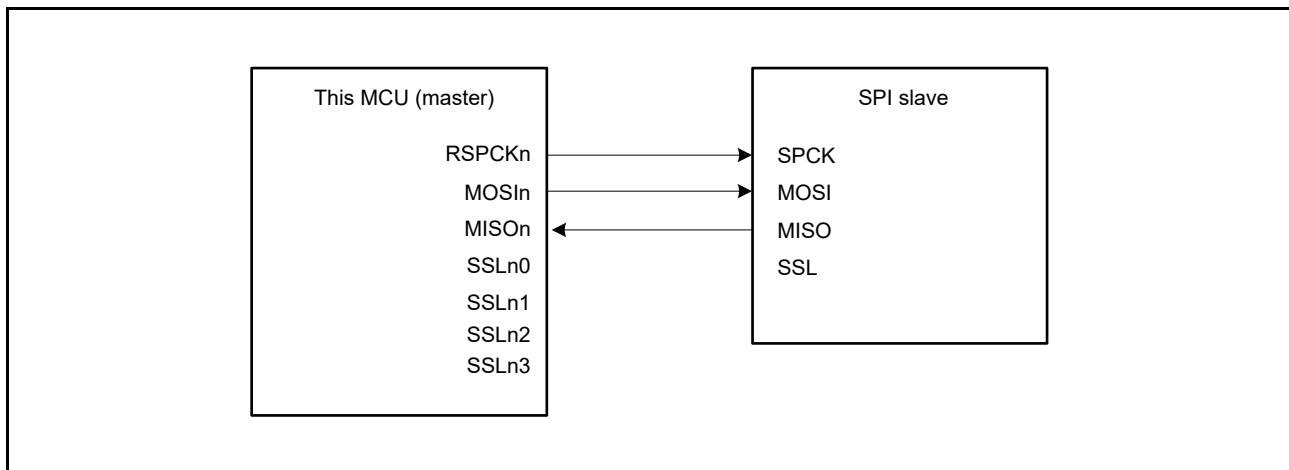 This MCU (master)
RSPCKn
MOSIn
MISOn
SSLn0
SSLn1
SSLn2
SSLn3
SPI slave
SPCK
MOSI
MISO
SSL